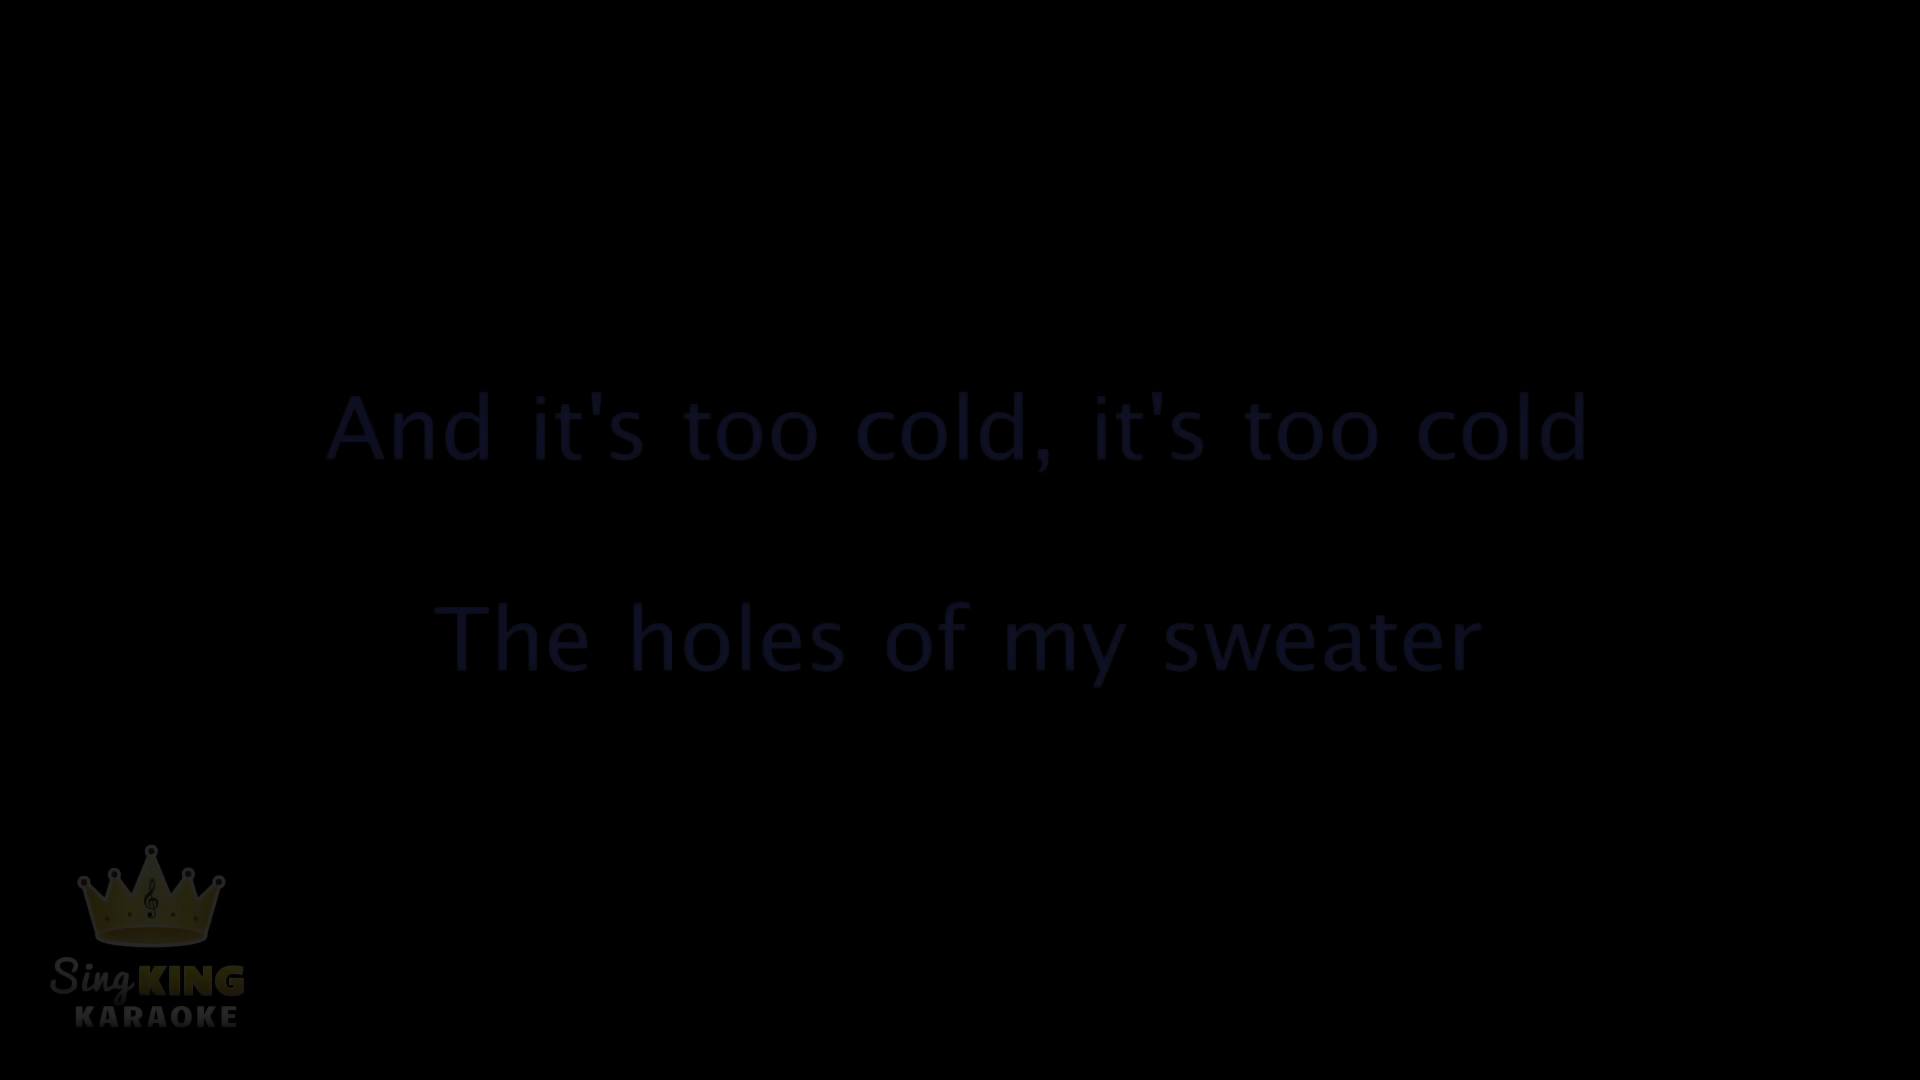 And it's too cold, it's too cold
The holes of my sweater
Sing KING
KARAOKE